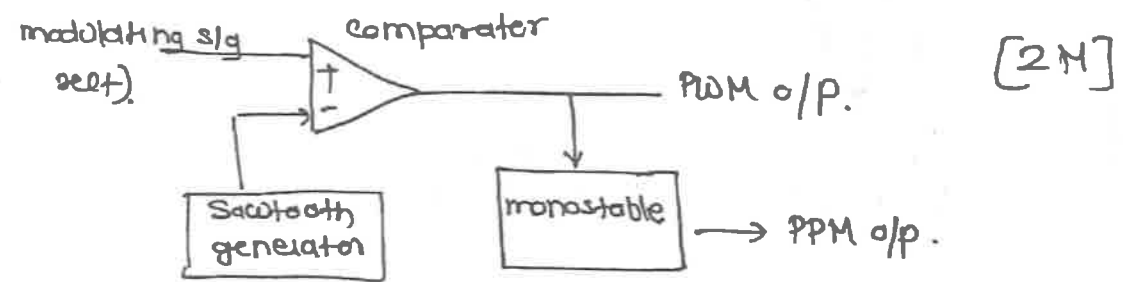 modulating s/g
x(t)
comparater
[2M]
+
-
PWM o/p.
Sawtooth
generator
monostable
PPM o/p.